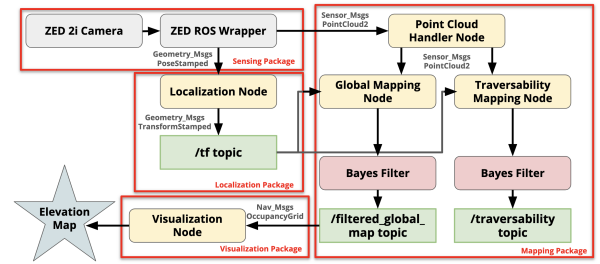 ZED 2i Camera
ZED ROS Wrapper
Sensor_Msgs
PointCloud2
Point Cloud
Handler Node
Geometry_Msgs
PoseStamped
Sensing Package
Sensor_Msgs
PointCloud2
Localization Node
Global Mapping
Node
Traversability
Mapping Node
Geometry_Msgs
TransformStamped
/tf topic
Localization Package
Bayes Filter
Bayes Filter
Elevation
Map
Visualization
Node
Nav_Msgs
OccupancyGrid
/filtered_global_
map topic
/traversability
topic
Visualization Package
Mapping Package